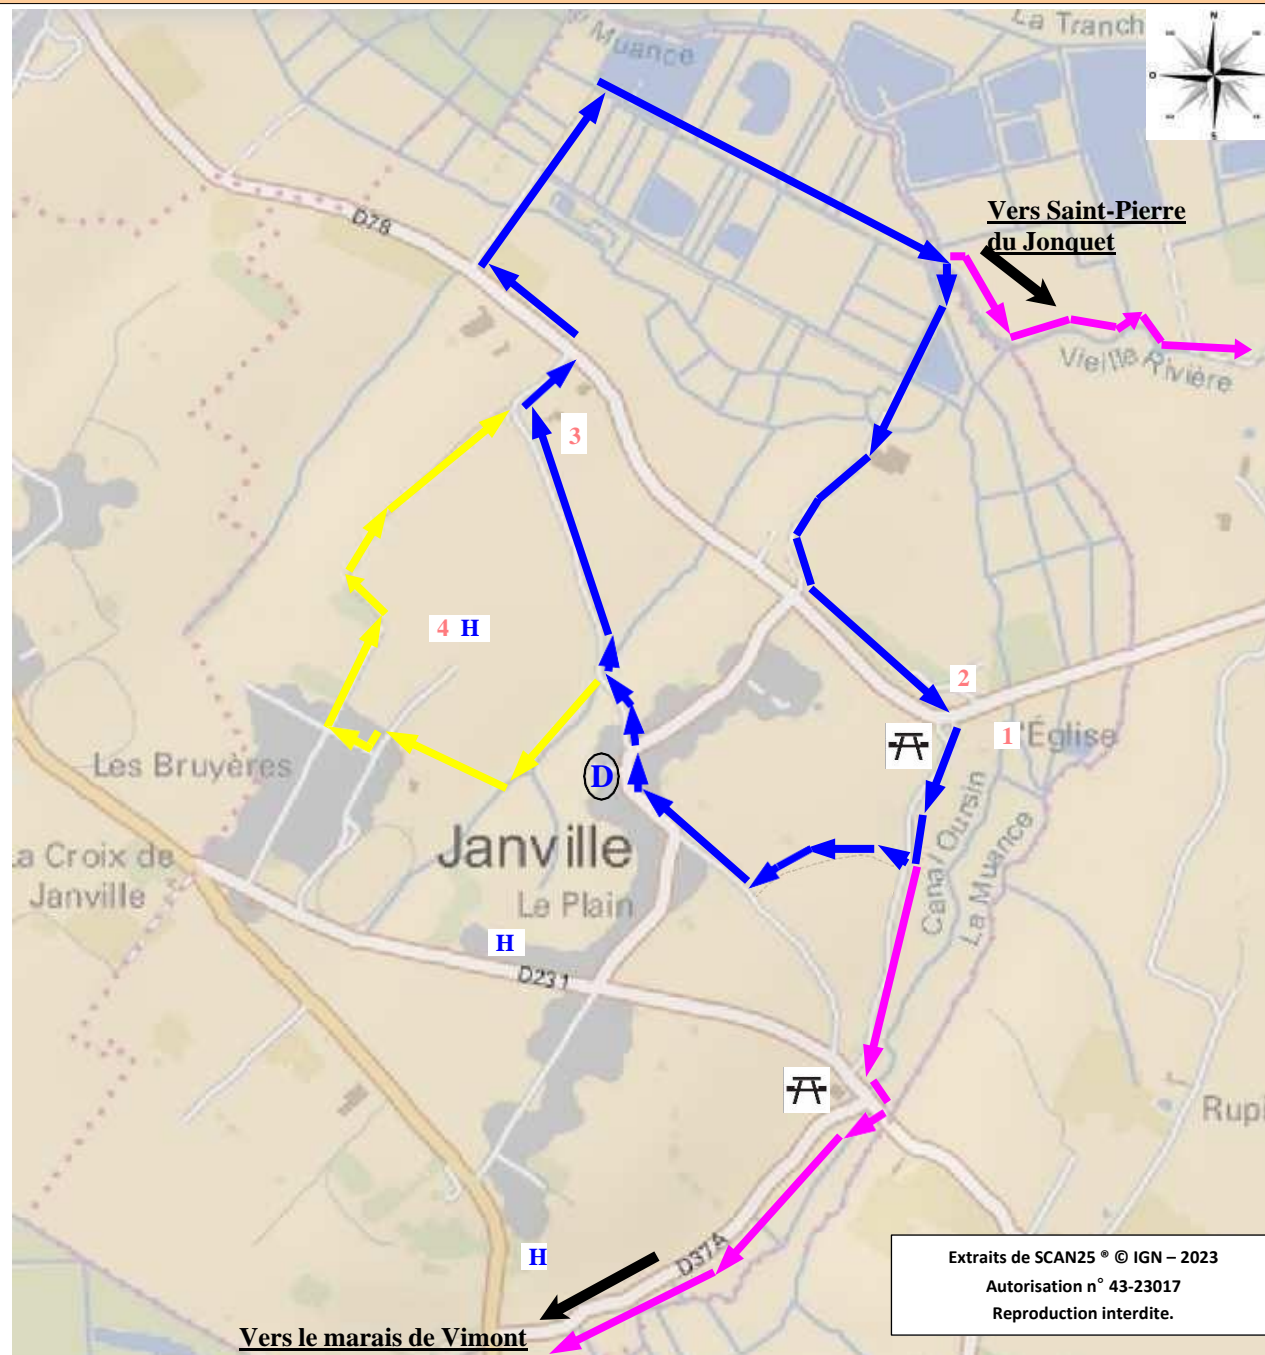 La Tranch
Muance
N
O
S
Vers Saint-Pierre
du Jonquet
D78
Vieille Rivière
3
4 H
2
1
l'Église
Les Bruyères
D
Canal Oursin
La Muance
Janville
La Croix de
Janville
Le Plain
H
D231
Rupi
H
D37A
Vers le marais de Vimont
Extraits de SCAN25 ® © IGN – 2023
Autorisation n° 43-23017
Reproduction interdite.